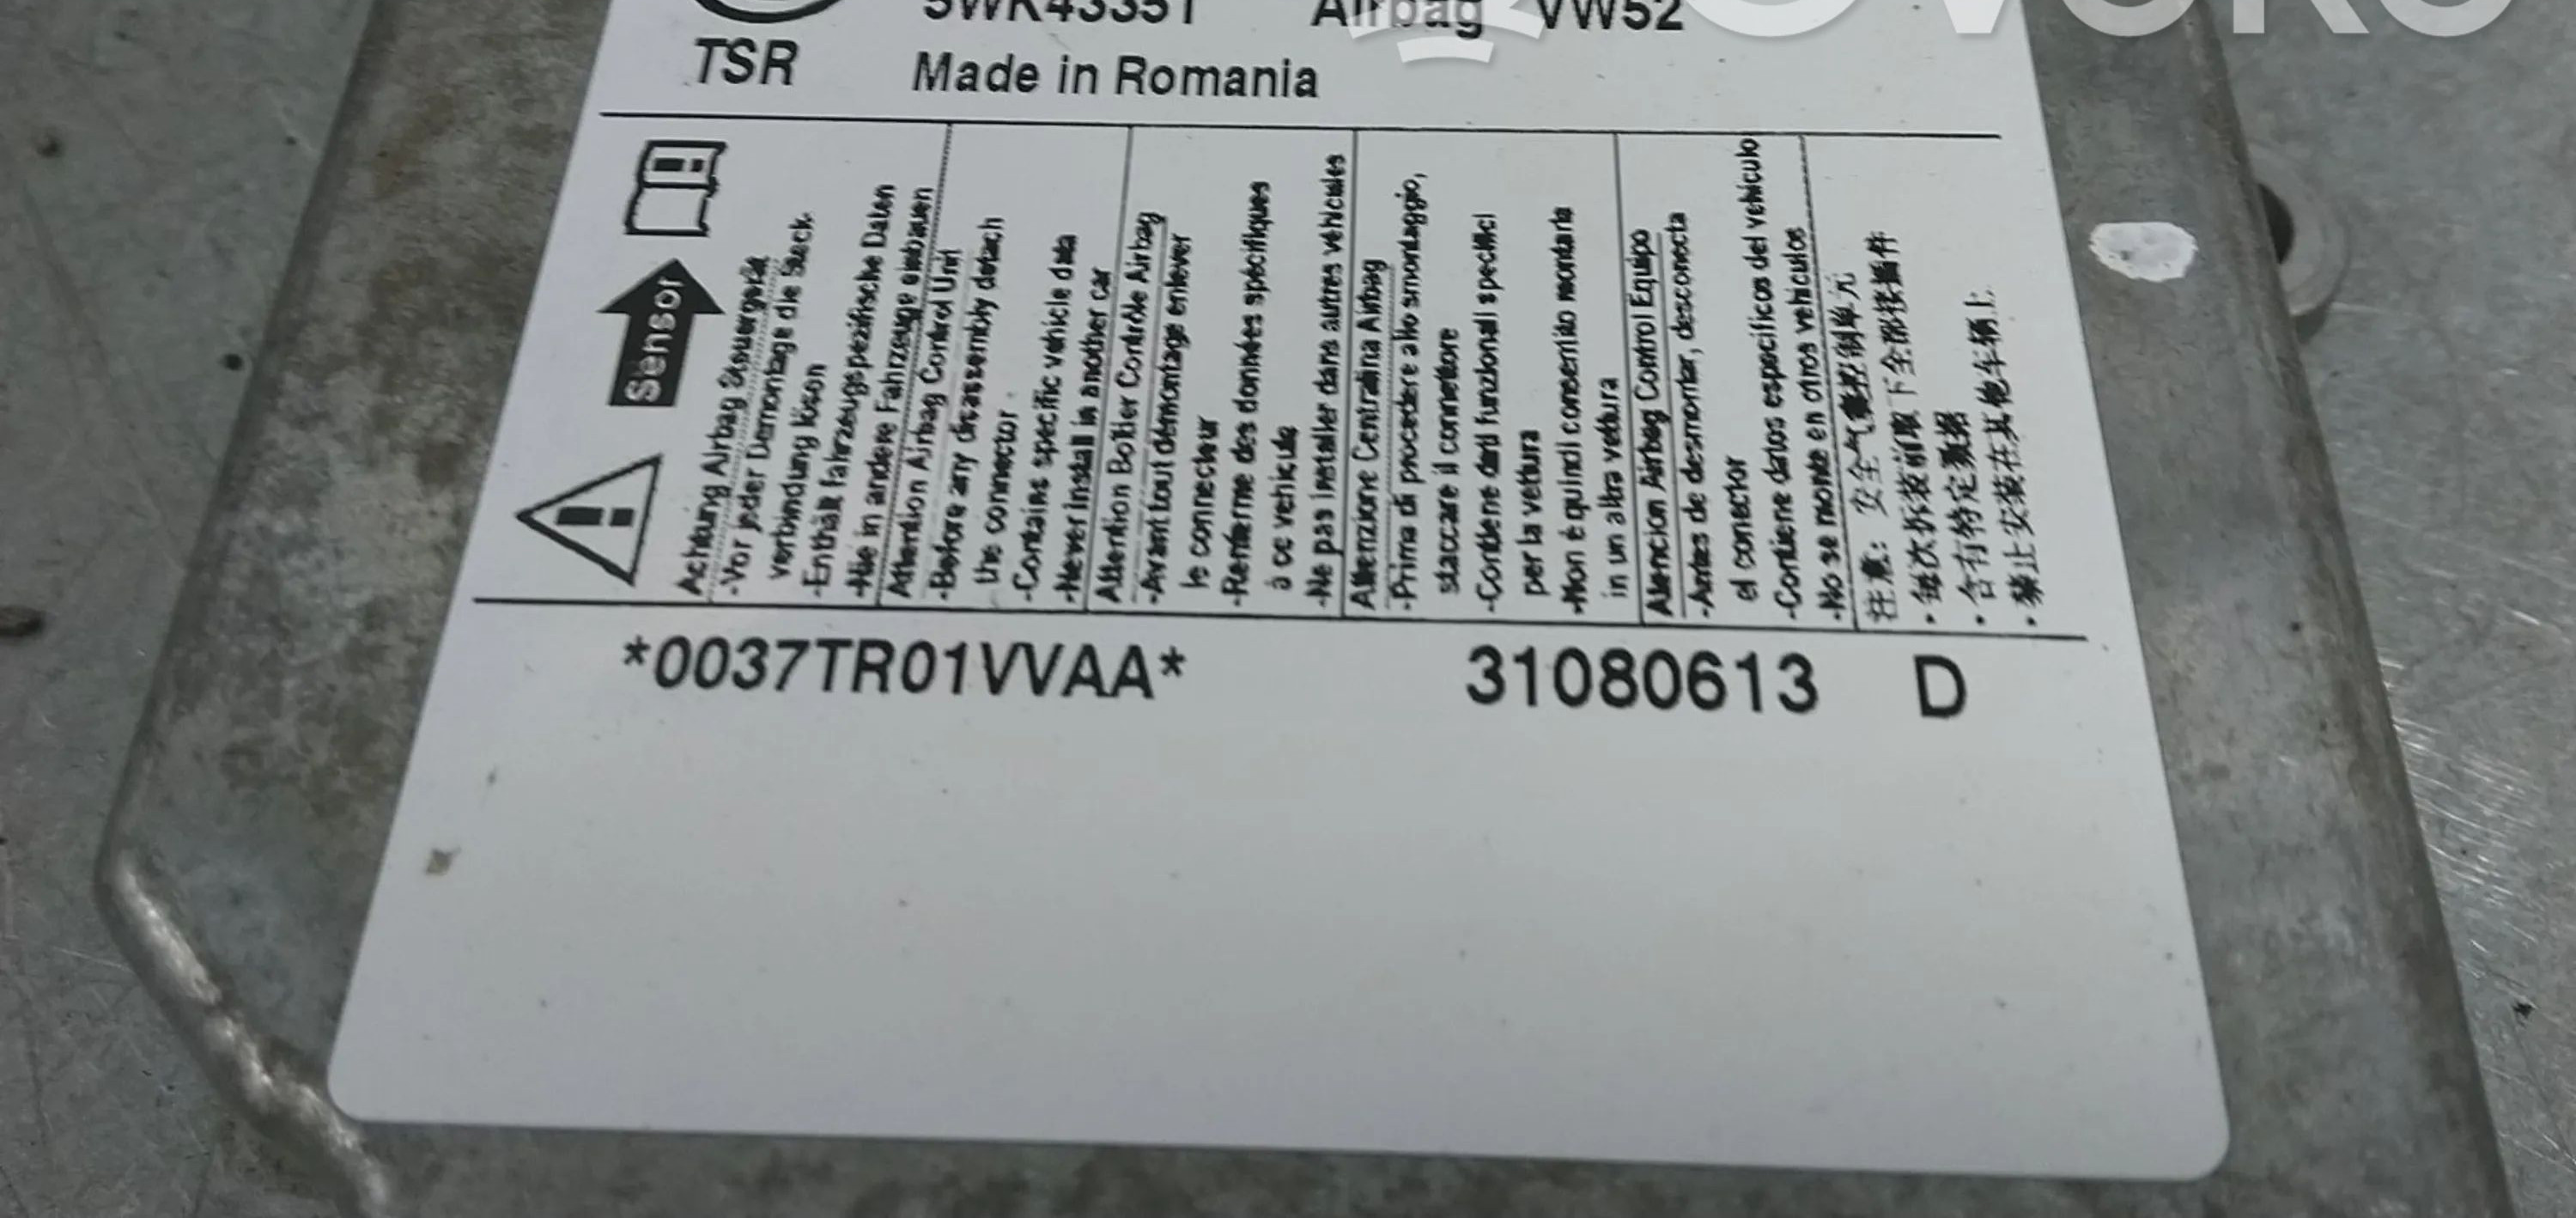 5WK43351 Airbag VW52
TSR Made in Romania
Sensor
Achtung Airbag Steuergerät
-Vor jeder Demontage die Steck-
verbindung lösen
-Enthält fahrzeugspezifische Daten
-Nie in andere Fahrzeuge einbauen
Attention Airbag Control Unit
-Before any disassembly detach
the connector
-Contains specific vehicle data
-Never install in another car
Attention Boîtier Contrôle Airbag
-Avant tout démontage enlever
le connecteur
-Renferme des données spécifiques
à ce vehicule
-Ne pas installer dans autres véhicules
Attenzione Centralina Airbag
-Prima di procedere allo smontaggio,
staccare il connettore
-Contiene dati funzionali specifici
per la vettura
-Non è quindi consentito montarla
in un altra vettura
Atencion Airbag Control Equipo
-Antes de desmontar, desconecta
el conector
-Contiene datos especificos del vehículo
-No se monte en otros vehiculos
注意: 安全气囊控制单元
·每次拆装前取下全部接插件
·含有特定数据
·禁止安装在其他车辆上
*0037TR01VVAA* 31080613 D